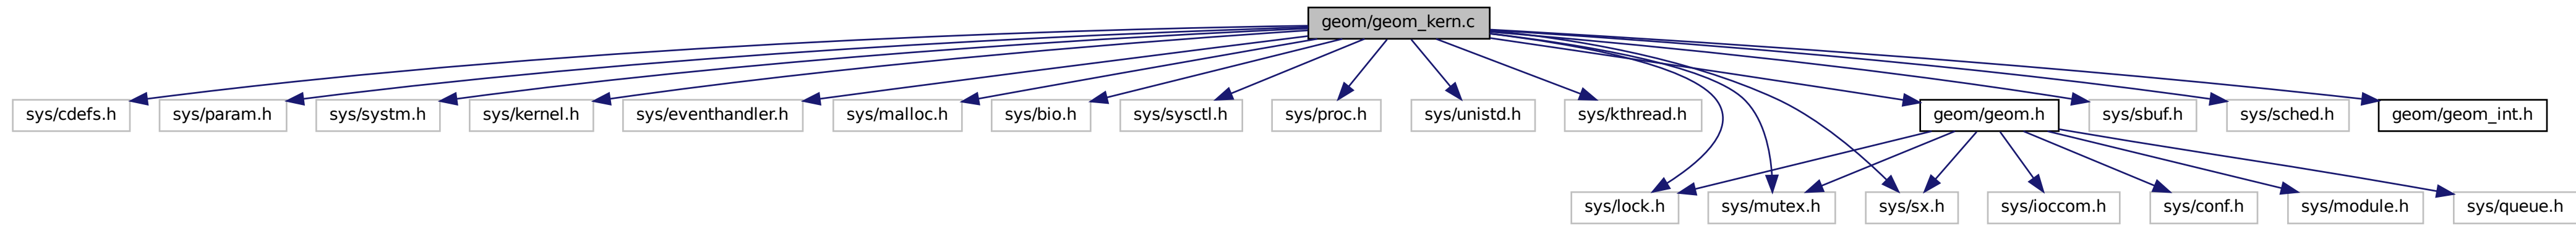 geom/geom_kern.c
sys/cdefs.h
sys/param.h
sys/systm.h
sys/kernel.h
sys/eventhandler.h
sys/malloc.h
sys/bio.h
sys/sysctl.h
sys/proc.h
sys/unistd.h
sys/kthread.h
geom/geom.h
sys/sbuf.h
sys/sched.h
geom/geom_int.h
sys/lock.h
sys/mutex.h
sys/sx.h
sys/ioccom.h
sys/conf.h
sys/module.h
sys/queue.h